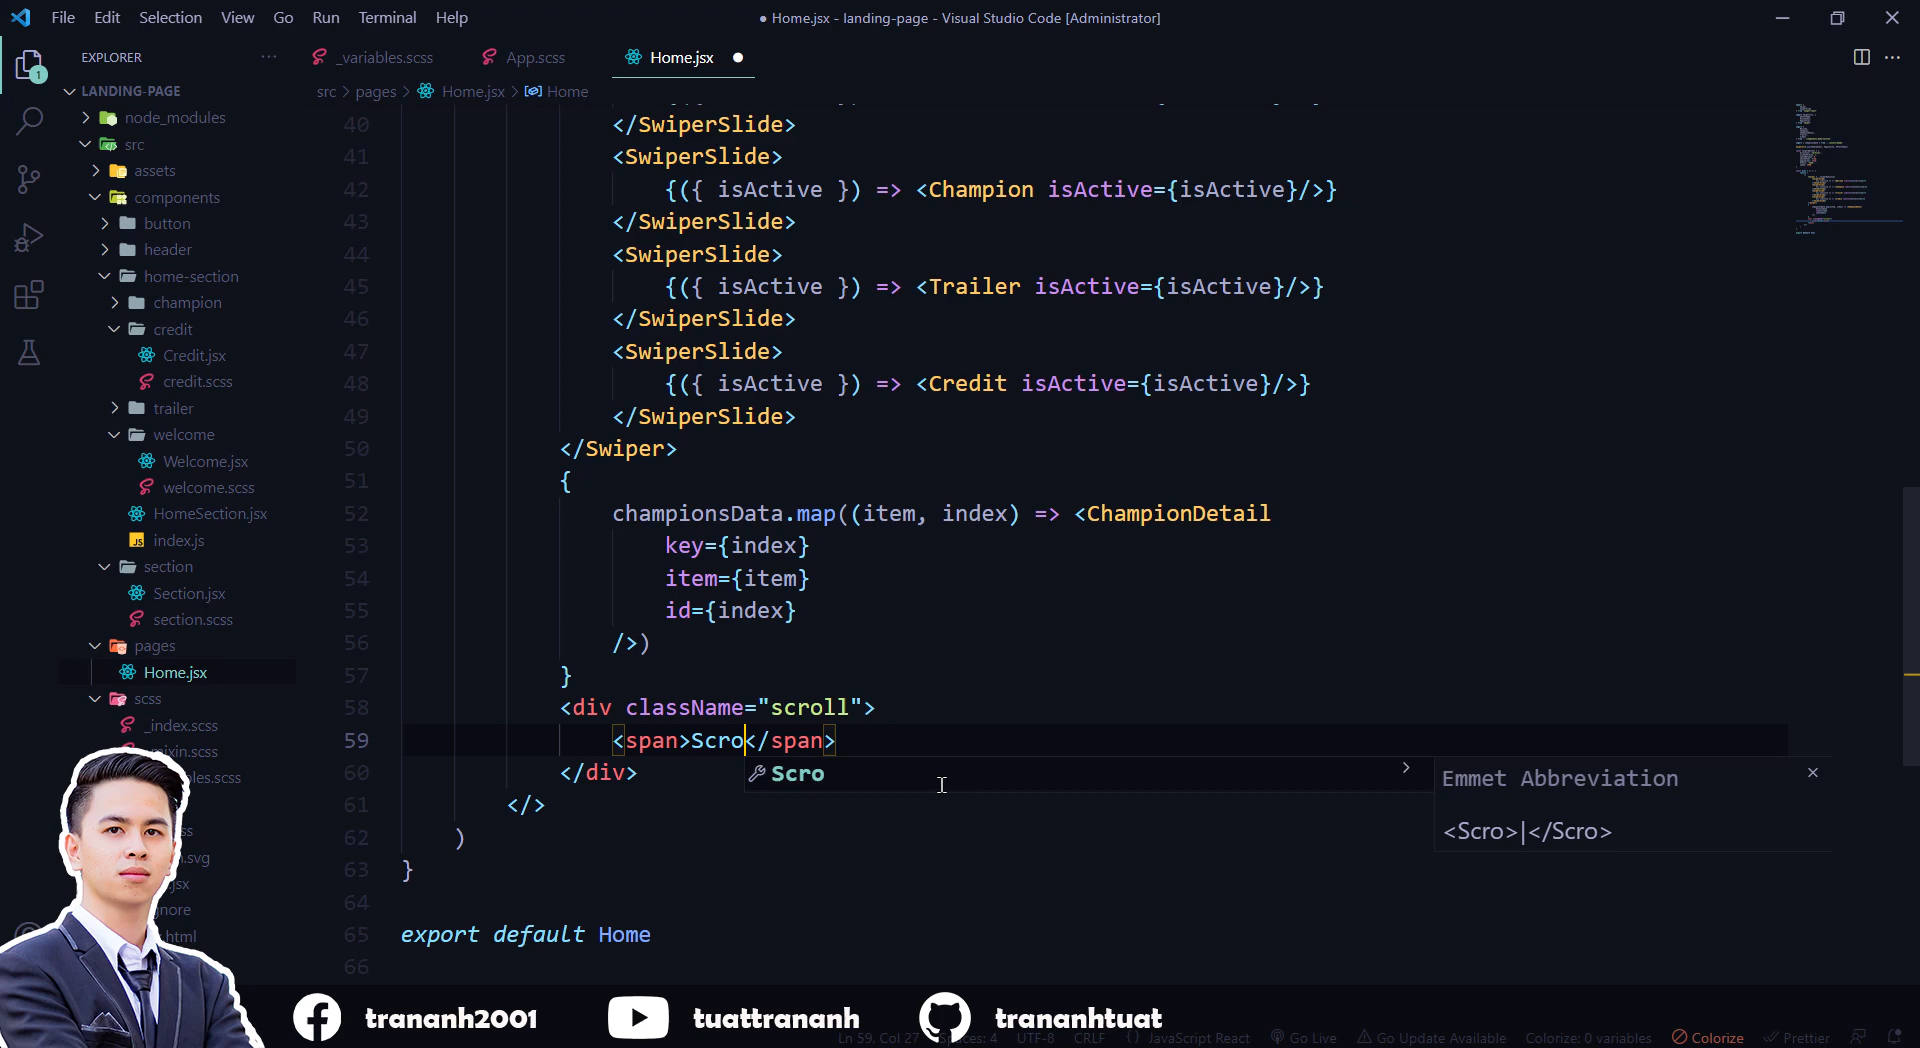 File Edit Selection View Go Run Terminal Help
● Home.jsx - landing-page - Visual Studio Code [Administrator]
EXPLORER
_variables.scss
App.scss
Home.jsx
src > pages > Home.jsx > Home
1
LANDING-PAGE
node_modules
src
assets
components
button
header
home-section
champion
credit
Credit.jsx
credit.scss
trailer
welcome
Welcome.jsx
welcome.scss
HomeSection.jsx
JS index.js
section
Section.jsx
section.scss
pages
Home.jsx
scss
_index.scss
mixin.scss
les.scss
ss
n.svg
.jsx
nore
html
40 </SwiperSlide>
41 <SwiperSlide>
42 {({ isActive }) => <Champion isActive={isActive}/>}
43 </SwiperSlide>
44 <SwiperSlide>
45 {({ isActive }) => <Trailer isActive={isActive}/>}
46 </SwiperSlide>
47 <SwiperSlide>
48 {({ isActive }) => <Credit isActive={isActive}/>}
49 </SwiperSlide>
50 </Swiper>
51 {
52 championsData.map((item, index) => <ChampionDetail
53 key={index}
54 item={item}
55 id={index}
56 />)
57 }
58 <div className="scroll">
59 <span>Scro</span>
60 </div>
61 </>
62 )
63 }
64
65 export default Home
66
Scro
Emmet Abbreviation
<Scro>|</Scro>
trananh2001
tuattrananh
trananhtuat
Ln 59, Col 27 Spaces: 4 UTF-8 CRLF {} JavaScript React Go Live Go Update Available Colorize: 0 variables Colorize Prettier